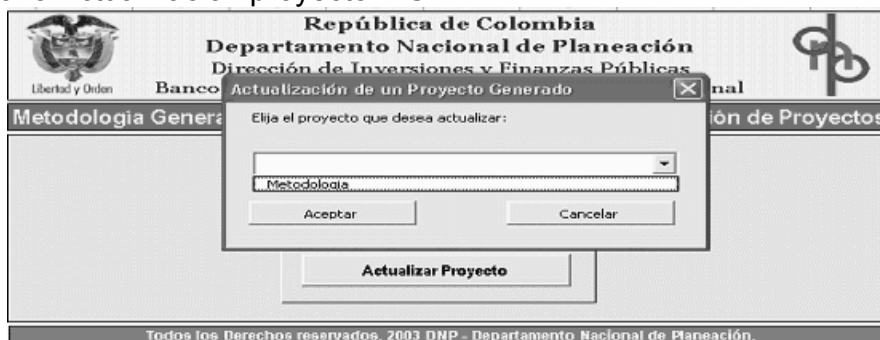 República de Colombia
Departamento Nacional de Planeación
Dirección de Inversiones y Finanzas Públicas
Libertad y Orden
Banco
nal
Actualización de un Proyecto Generado
Metodología Genera
ión de Proyectos
Elija el proyecto que desea actualizar:
Metodologia
Aceptar Cancelar
Actualizar Proyecto
Todos los Derechos reservados. 2003 DNP - Departamento Nacional de Planeación.